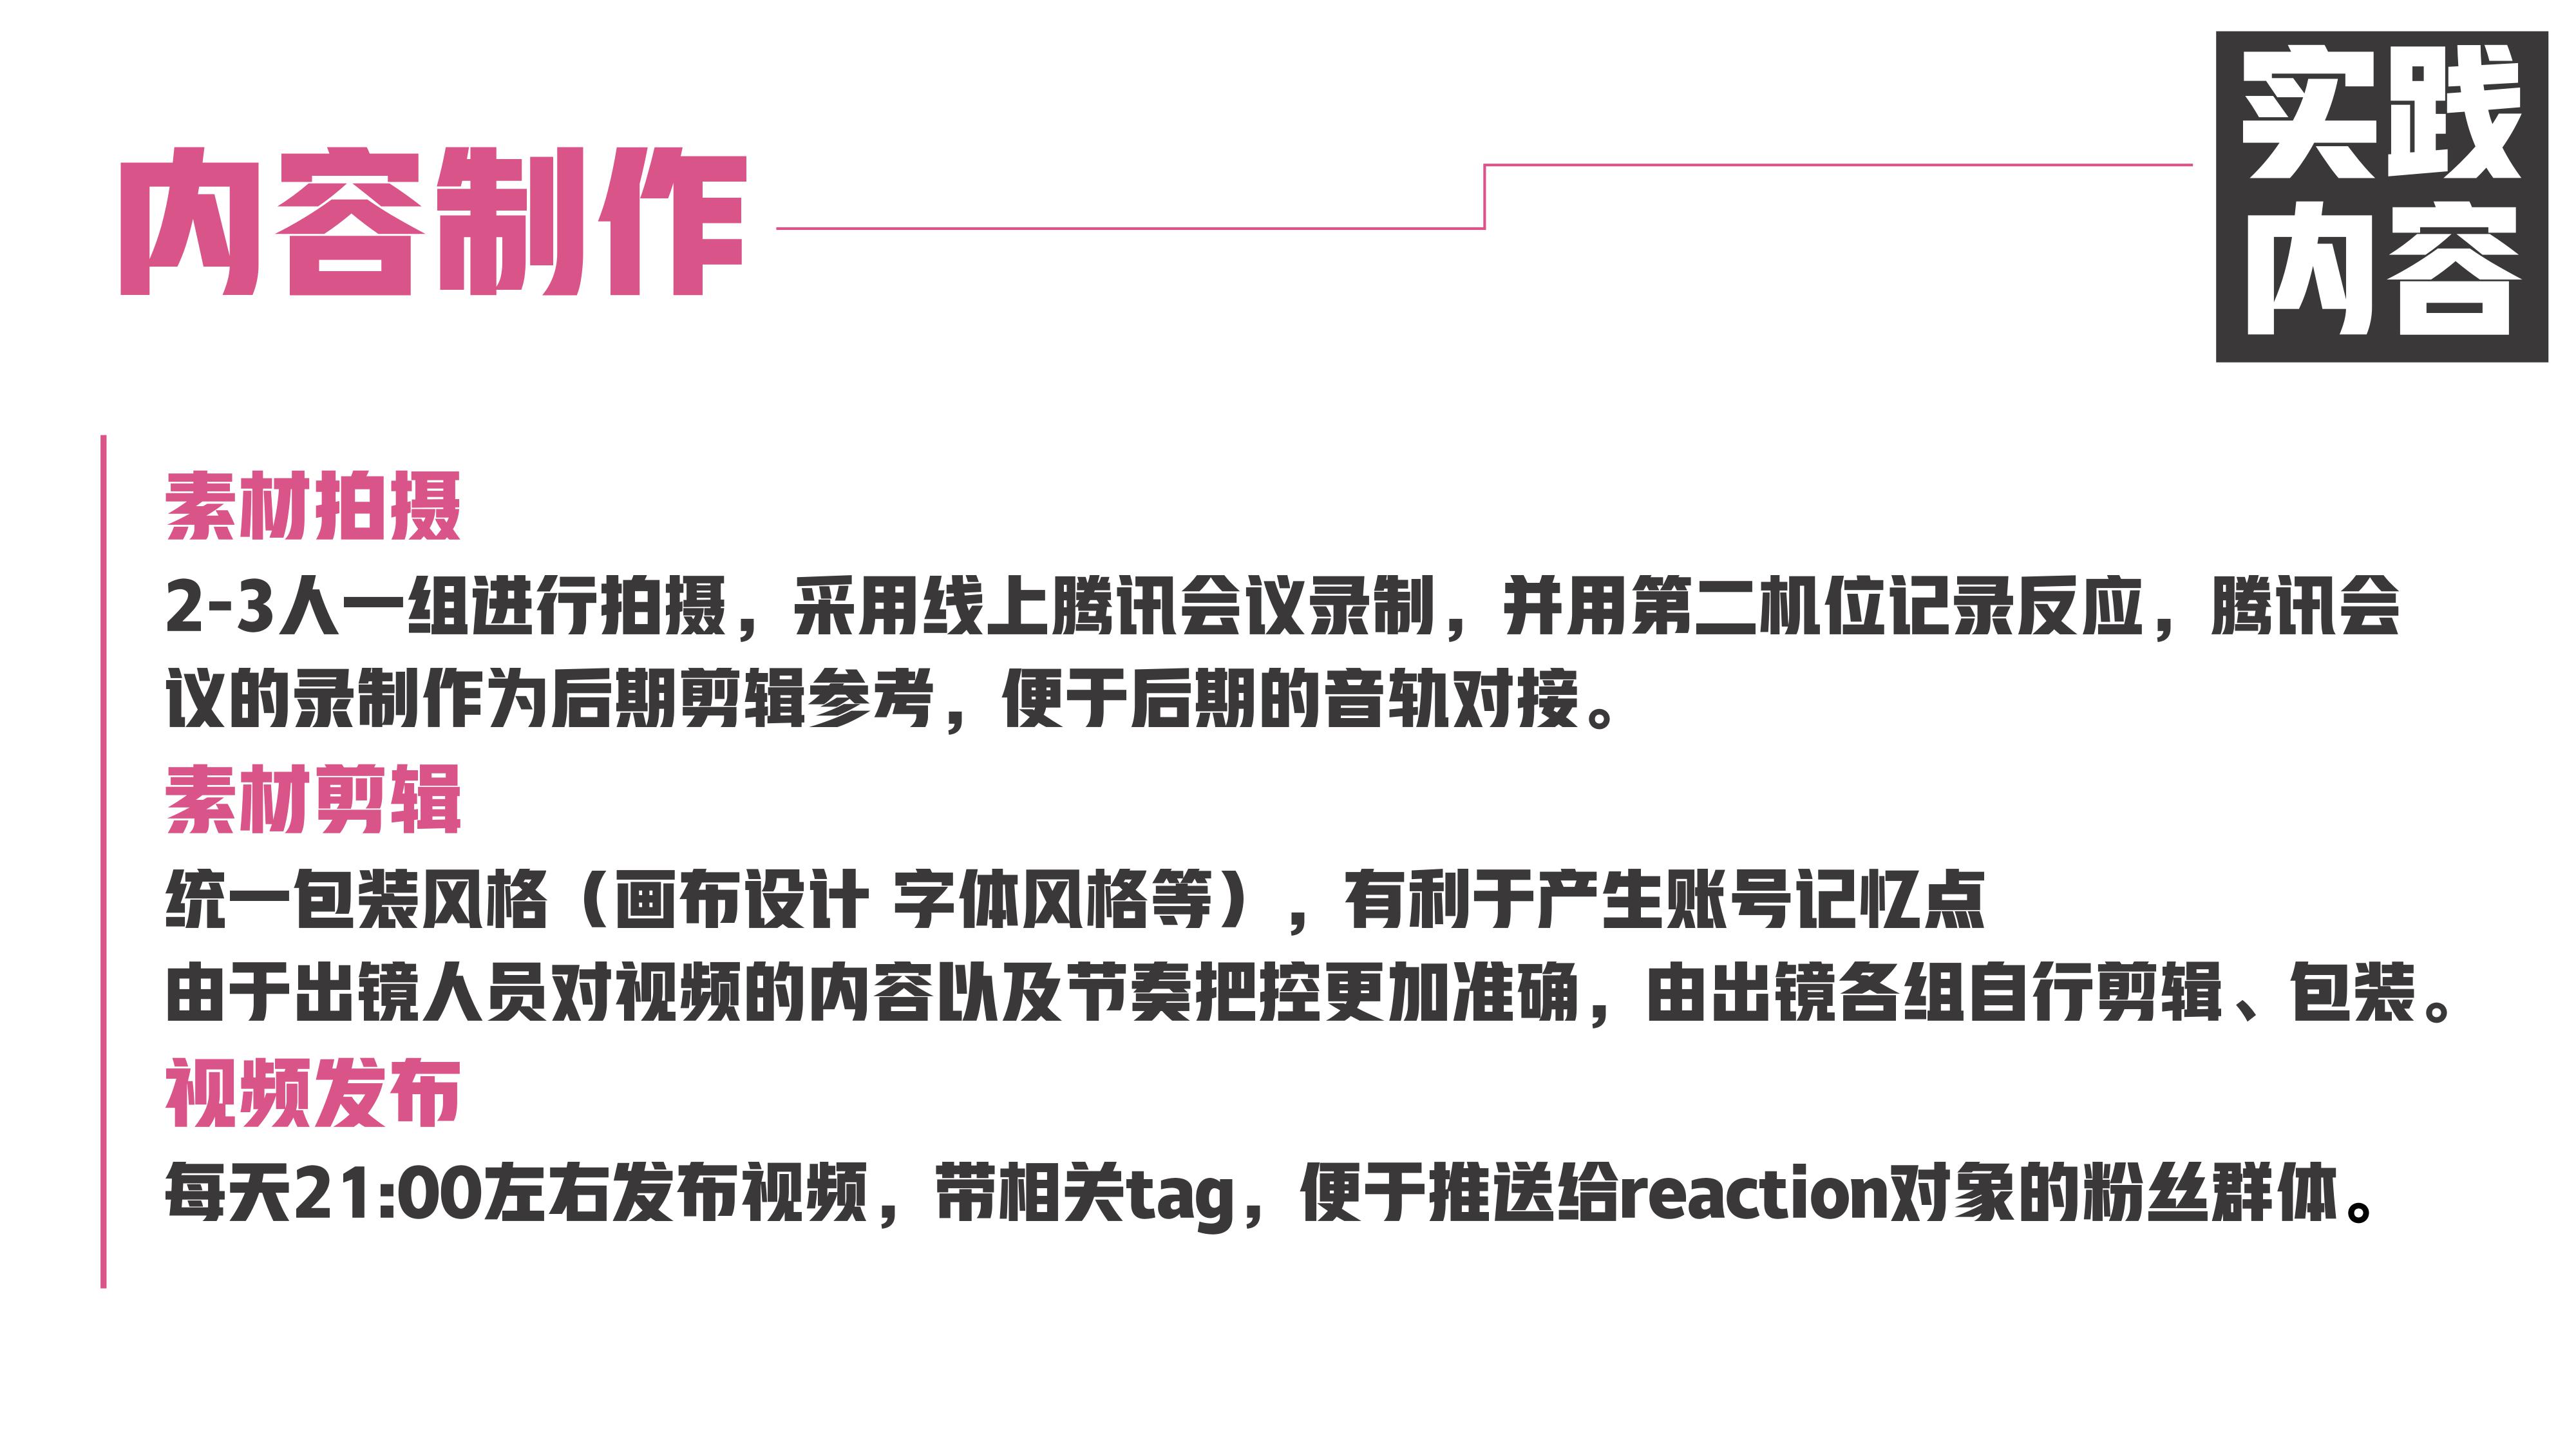 内容制作
实践
内容
素材拍摄
2-3人一组进行拍摄，采用线上腾讯会议录制，并用第二机位记录反应，腾讯会
议的录制作为后期剪辑参考，便于后期的音轨对接。
素材剪辑
统一包装风格（画布设计 字体风格等），有利于产生账号记忆点
由于出镜人员对视频的内容以及节奏把控更加准确，由出镜各组自行剪辑、包装。
视频发布
每天21:00左右发布视频，带相关tag，便于推送给reaction对象的粉丝群体。